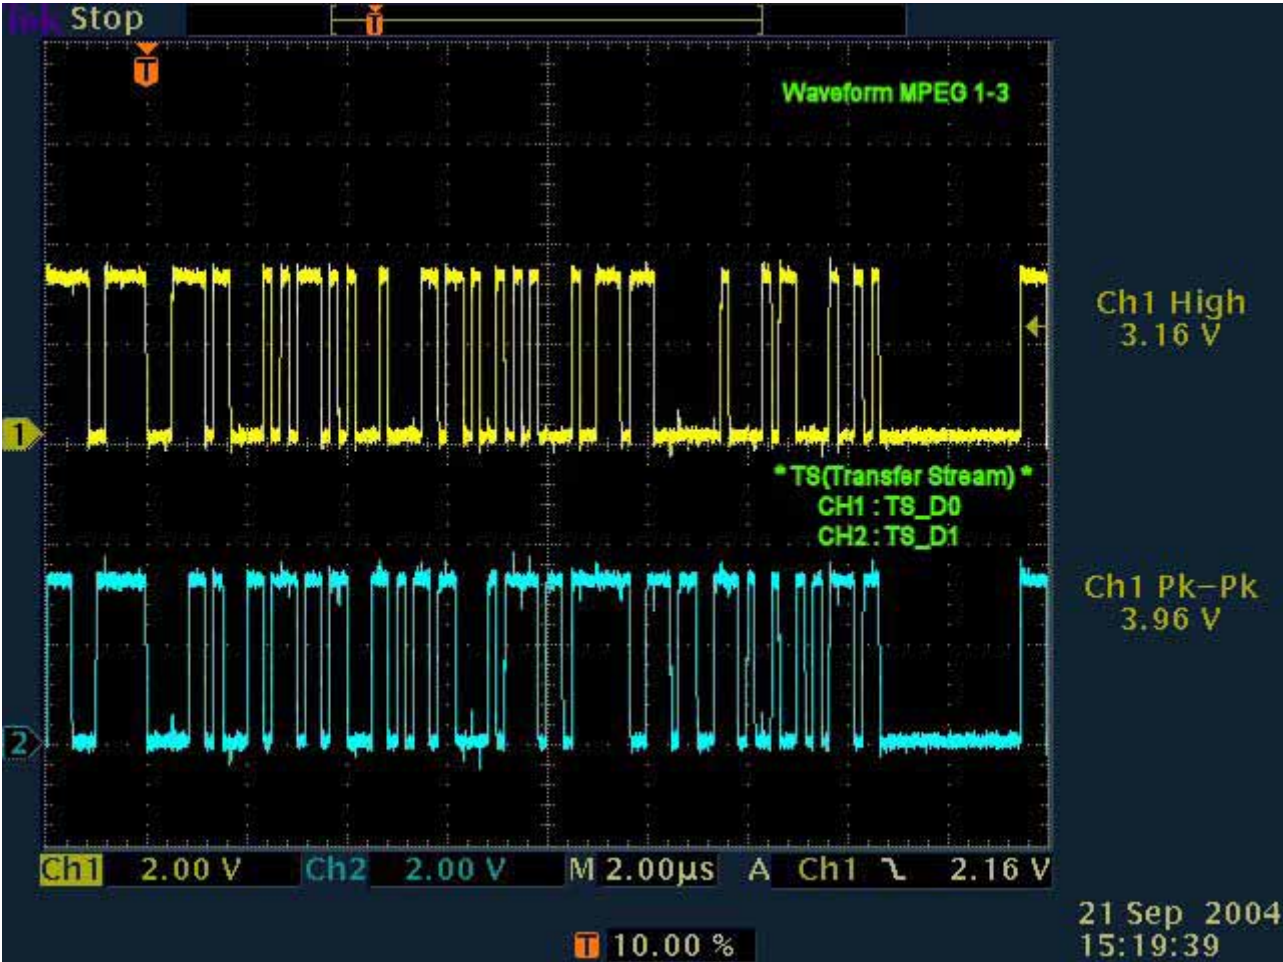 Tek Stop
T
T
Waveform MPEG 1-3
Ch1 High
3.16 V
1
* TS(Transfer Stream) *
CH1 : TS_D0
CH2 : TS_D1
Ch1 Pk-Pk
3.96 V
2
Ch1 2.00 V Ch2 2.00 V M 2.00µs A Ch1 2.16 V
21 Sep 2004
T 10.00 % 15:19:39